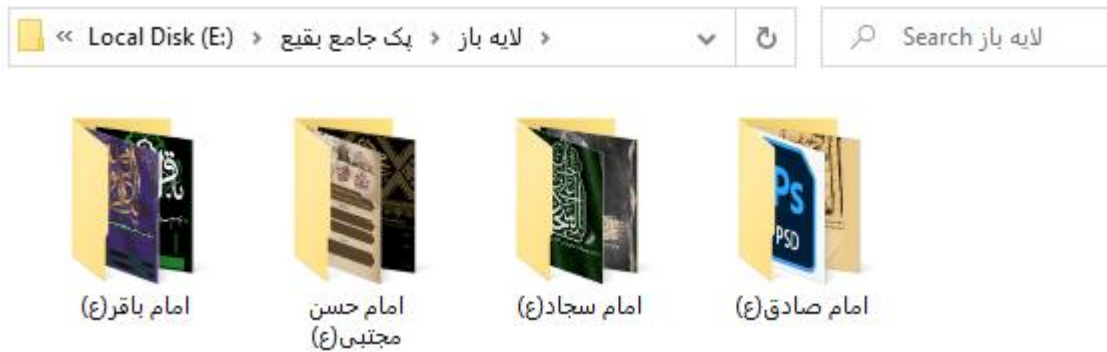 « Local Disk (E:) › پک جامع بقیع › لایه باز ›
Search لایه باز
امام باقر(ع)
امام حسن
مجتبی(ع)
امام سجاد(ع)
امام صادق(ع)
Ps
PSD